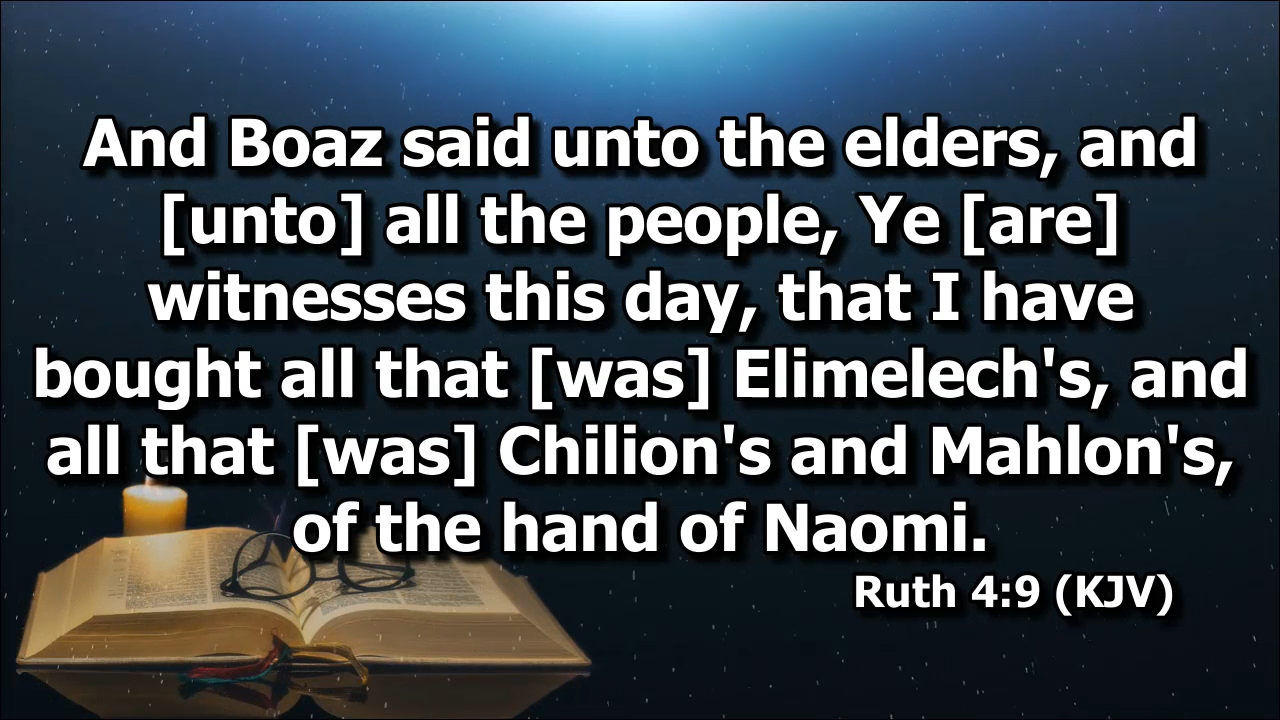 And Boaz said unto the elders, and
[unto] all the people, Ye [are]
witnesses this day, that I have
bought all that [was] Elimelech's, and
all that [was] Chilion's and Mahlon's,
of the hand of Naomi.
Ruth 4:9 (KJV)